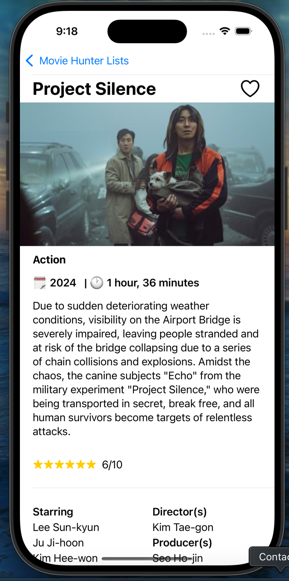 9:18
Movie Hunter Lists
Project Silence
Action
2024 | 1 hour, 36 minutes
Due to sudden deteriorating weather
conditions, visibility on the Airport Bridge is
severely impaired, leaving people stranded and
at risk of the bridge collapsing due to a series
of chain collisions and explosions. Amidst the
chaos, the canine subjects "Echo" from the
military experiment "Project Silence," who were
being transported in secret, break free, and all
human survivors become targets of relentless
attacks.
6/10
Starring
Lee Sun-kyun
Ju Ji-hoon
Kim Hee-won
Director(s)
Kim Tae-gon
Producer(s)
Seo Ho-jin